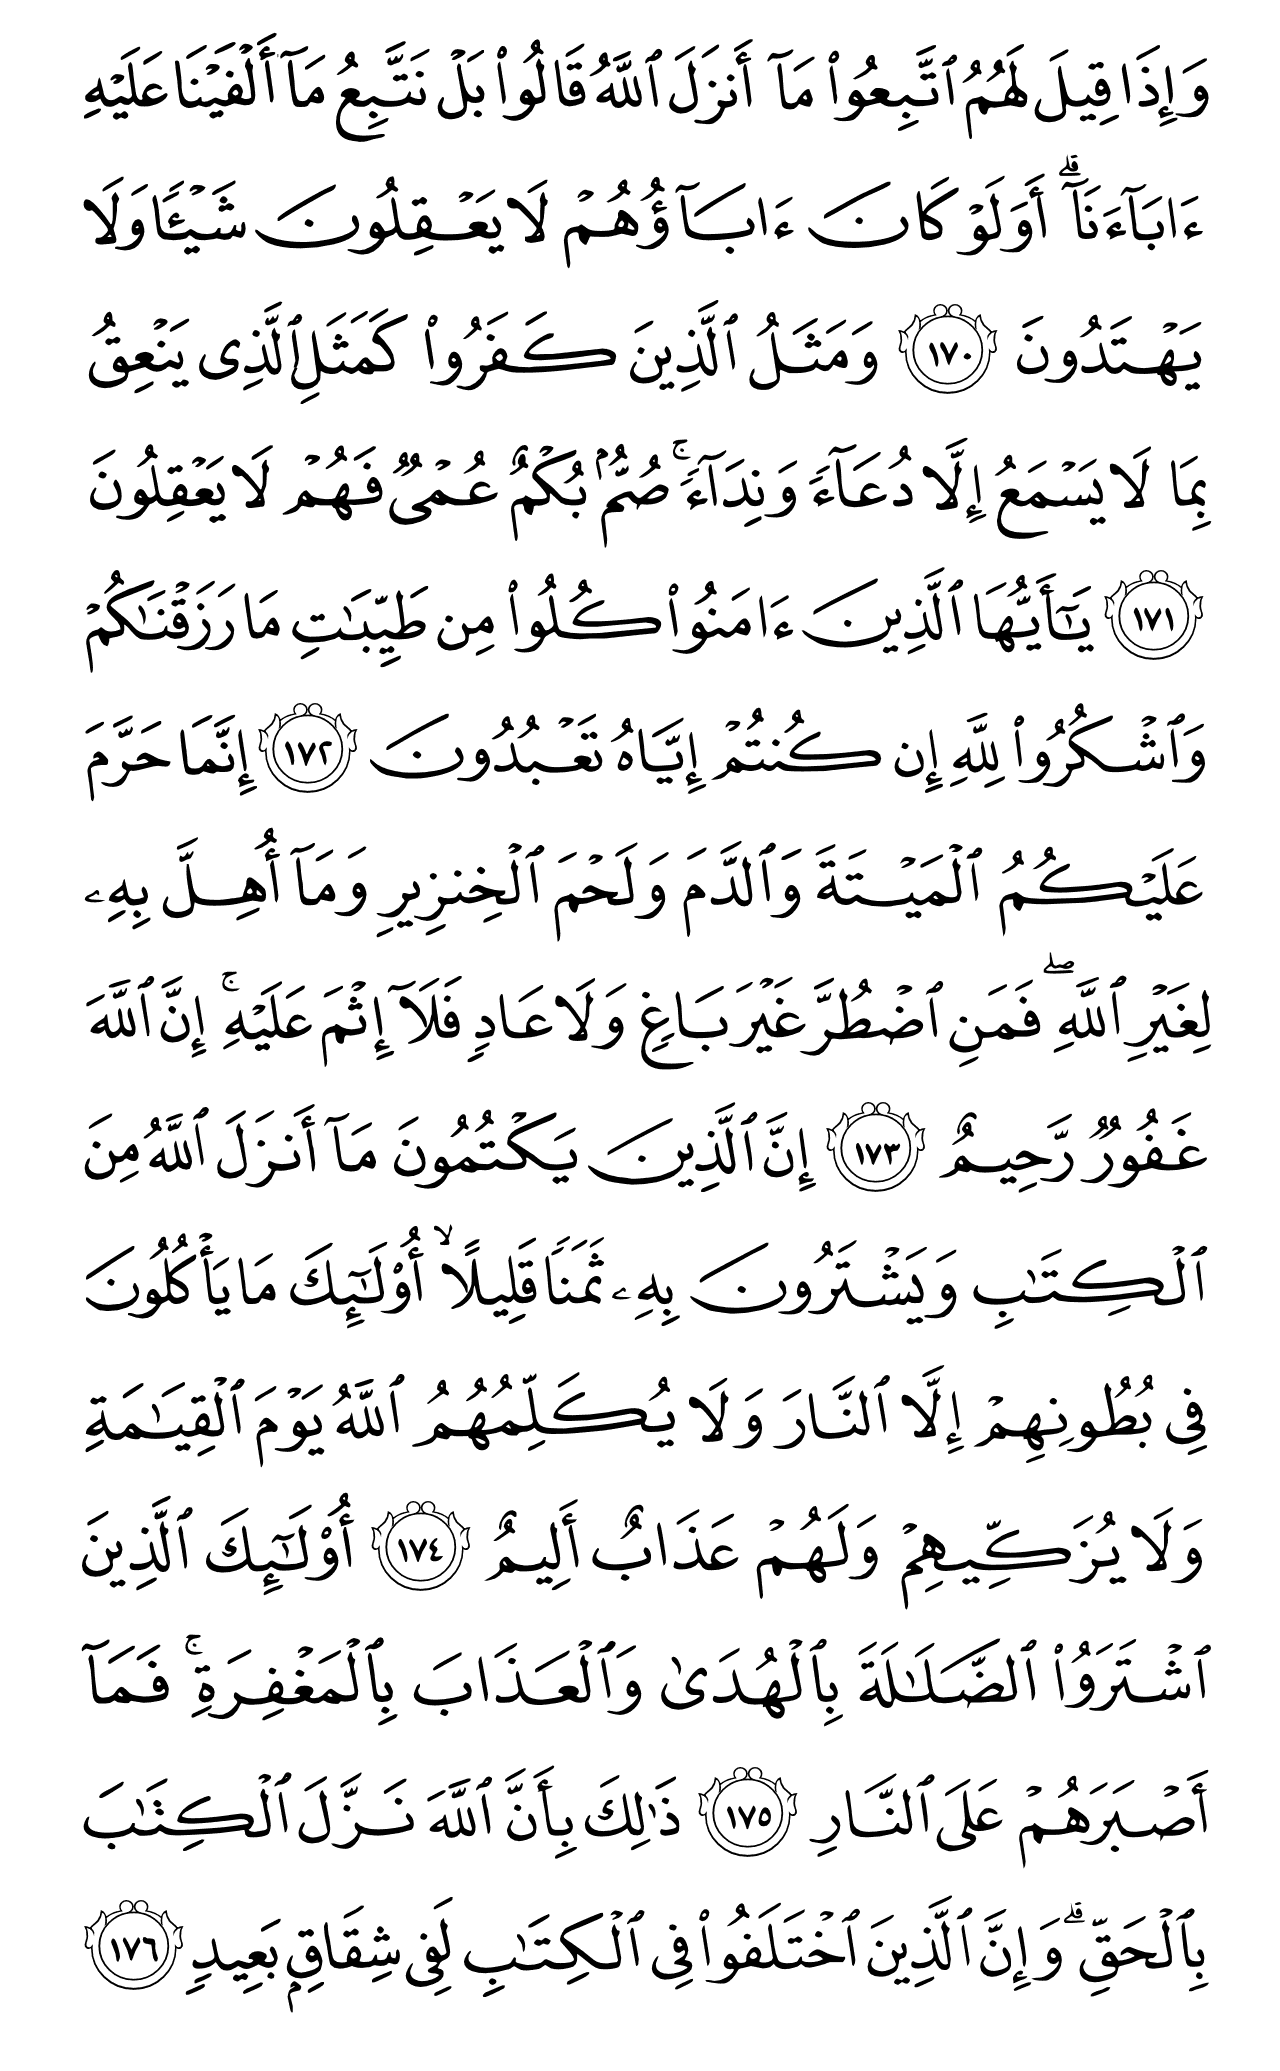 وَإِذَا قِيلَ لَهُمُ ٱتَّبِعُوا۟ مَآ أَنزَلَ ٱللَّهُ قَالُوا۟ بَلْ نَتَّبِعُ مَآ أَلْفَيْنَا عَلَيْهِ
ءَابَآءَنَآ ۗ أَوَلَوْ كَانَ ءَابَآؤُهُمْ لَا يَعْقِلُونَ شَيْـًٔا وَلَا
يَهْتَدُونَ ١٧٠ وَمَثَلُ ٱلَّذِينَ كَفَرُوا۟ كَمَثَلِ ٱلَّذِى يَنْعِقُ
بِمَا لَا يَسْمَعُ إِلَّا دُعَآءً وَنِدَآءً ۚ صُمٌّۢ بُكْمٌ عُمْىٌ فَهُمْ لَا يَعْقِلُونَ
١٧١ يَـٰٓأَيُّهَا ٱلَّذِينَ ءَامَنُوا۟ كُلُوا۟ مِن طَيِّبَـٰتِ مَا رَزَقْنَـٰكُمْ
وَٱشْكُرُوا۟ لِلَّهِ إِن كُنتُمْ إِيَّاهُ تَعْبُدُونَ ١٧٢ إِنَّمَا حَرَّمَ
عَلَيْكُمُ ٱلْمَيْتَةَ وَٱلدَّمَ وَلَحْمَ ٱلْخِنزِيرِ وَمَآ أُهِلَّ بِهِۦ
لِغَيْرِ ٱللَّهِ ۖ فَمَنِ ٱضْطُرَّ غَيْرَ بَاغٍ وَلَا عَادٍ فَلَآ إِثْمَ عَلَيْهِ ۚ إِنَّ ٱللَّهَ
غَفُورٌ رَّحِيمٌ ١٧٣ إِنَّ ٱلَّذِينَ يَكْتُمُونَ مَآ أَنزَلَ ٱللَّهُ مِنَ
ٱلْكِتَـٰبِ وَيَشْتَرُونَ بِهِۦ ثَمَنًا قَلِيلًا ۙ أُو۟لَـٰٓئِكَ مَا يَأْكُلُونَ
فِى بُطُونِهِمْ إِلَّا ٱلنَّارَ وَلَا يُكَلِّمُهُمُ ٱللَّهُ يَوْمَ ٱلْقِيَـٰمَةِ
وَلَا يُزَكِّيهِمْ وَلَهُمْ عَذَابٌ أَلِيمٌ ١٧٤ أُو۟لَـٰٓئِكَ ٱلَّذِينَ
ٱشْتَرَوُا۟ ٱلضَّلَـٰلَةَ بِٱلْهُدَىٰ وَٱلْعَذَابَ بِٱلْمَغْفِرَةِ ۚ فَمَآ
أَصْبَرَهُمْ عَلَى ٱلنَّارِ ١٧٥ ذَٰلِكَ بِأَنَّ ٱللَّهَ نَزَّلَ ٱلْكِتَـٰبَ
بِٱلْحَقِّ ۗ وَإِنَّ ٱلَّذِينَ ٱخْتَلَفُوا۟ فِى ٱلْكِتَـٰبِ لَفِى شِقَاقٍۭ بَعِيدٍ ١٧٦